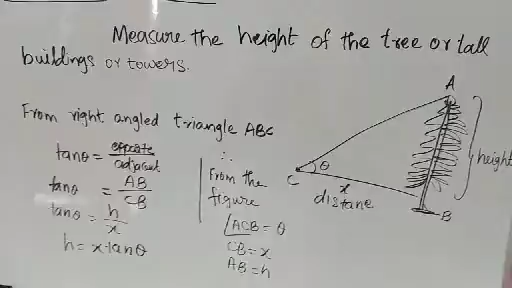 Measure the height of the tree or tall
buildings or towers.
From right angled triangle ABC
tanθ = opposite/adjacent
tanθ = AB/CB
tanθ = h/x
h = x tanθ
∴
From the
figure
∠ACB = θ
CB = x
AB = h
A
C
θ
x
distane
B
height